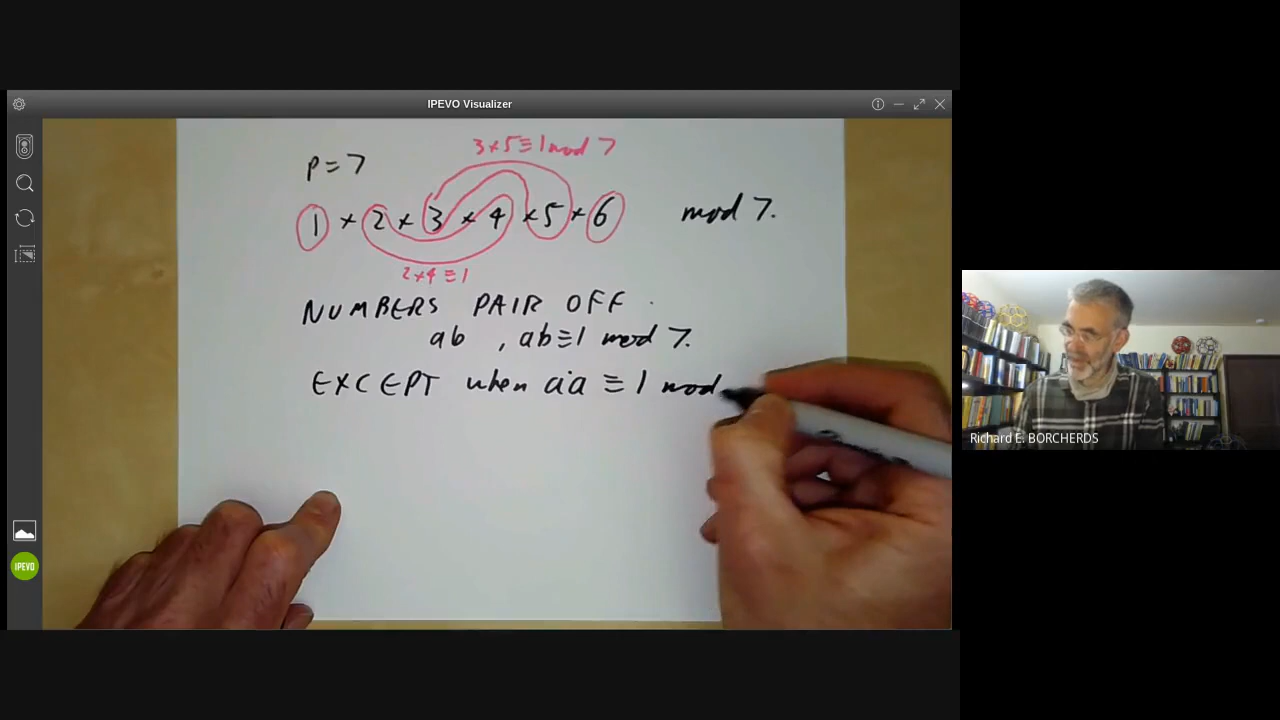 IPEVO Visualizer
3×5≡1 mod 7
p=7
1 × 2 × 3 × 4 × 5 × 6 mod 7.
2×4≡1
NUMBERS PAIR OFF.
ab , ab≡1 mod 7.
EXCEPT when a·a ≡ 1 mod
IPEVO
Richard E. BORCHERDS